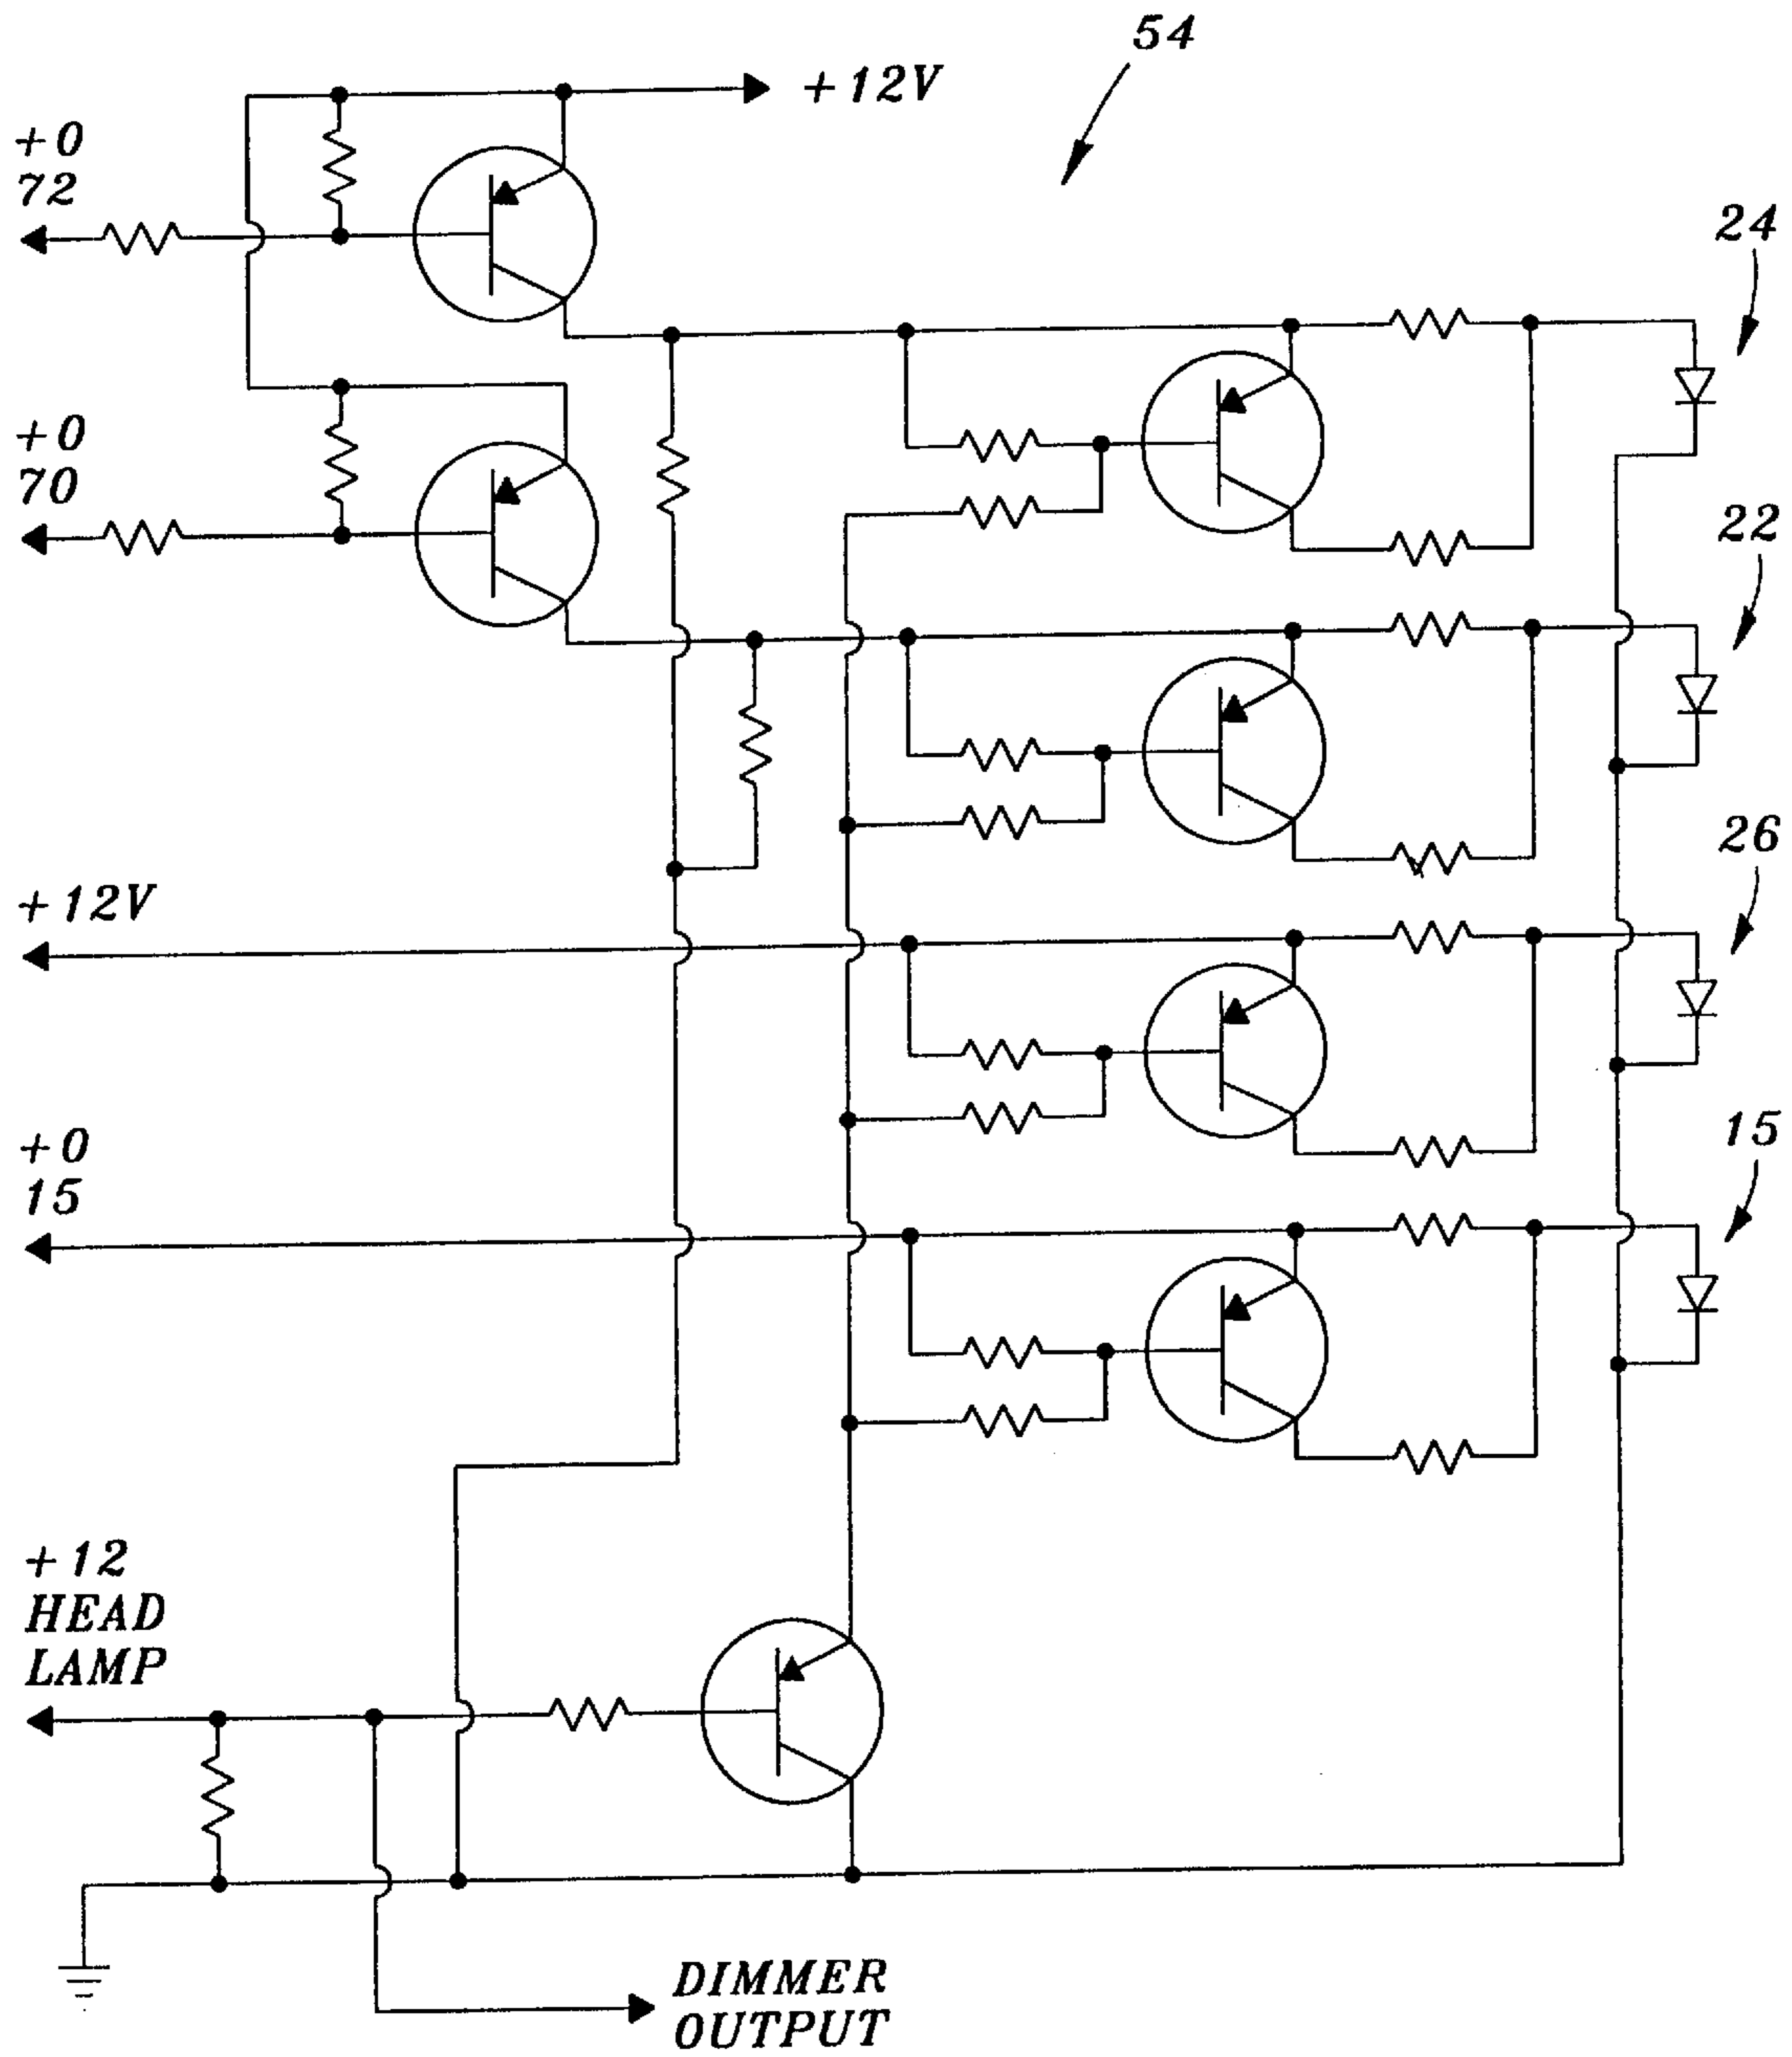 54
+12V
+0
72
24
+0
70
22
26
+12V
+0
15
15
+12
HEAD
LAMP
DIMMER
OUTPUT